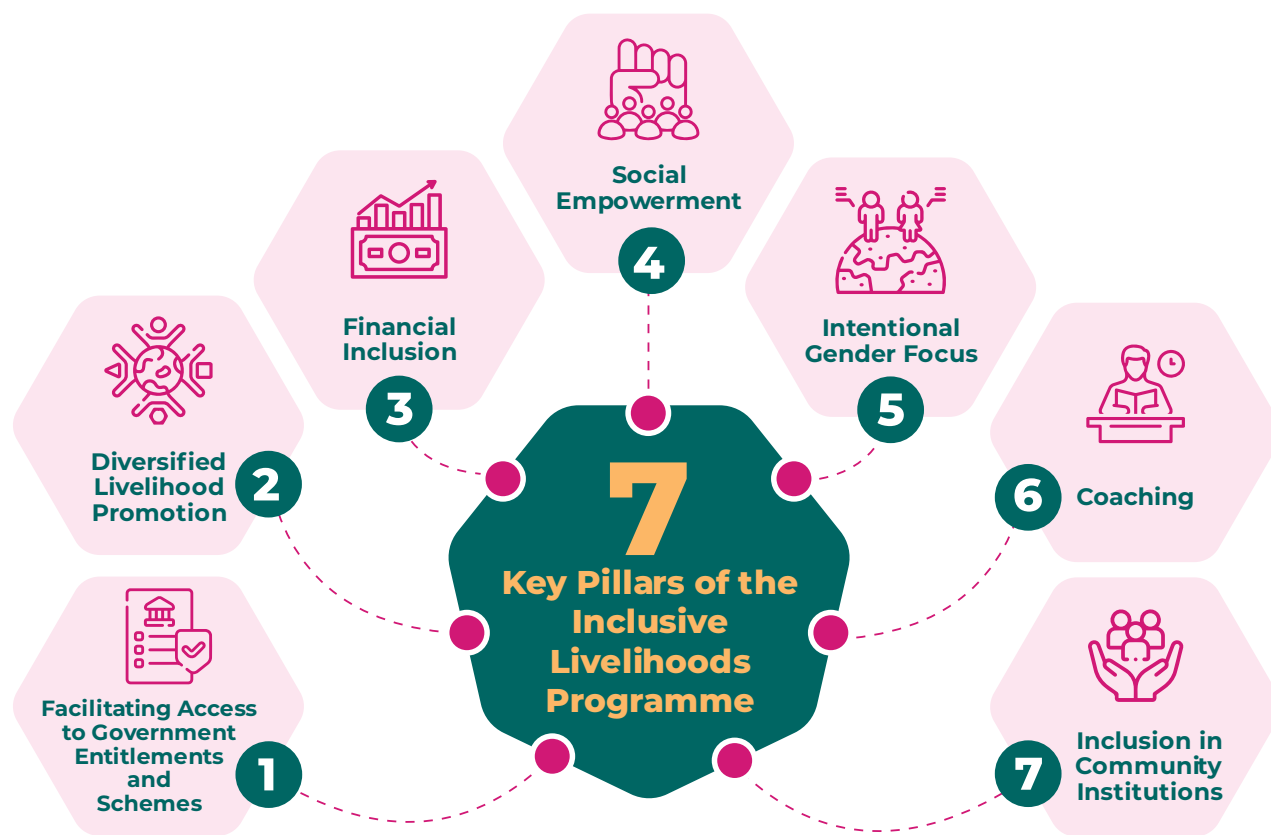 7
Key Pillars of the
Inclusive
Livelihoods
Programme
Facilitating Access
to Government
Entitlements
and
Schemes
1
Diversified
Livelihood
Promotion
2
Financial
Inclusion
3
Social
Empowerment
4
Intentional
Gender Focus
5
Coaching
6
Inclusion in
Community
Institutions
7